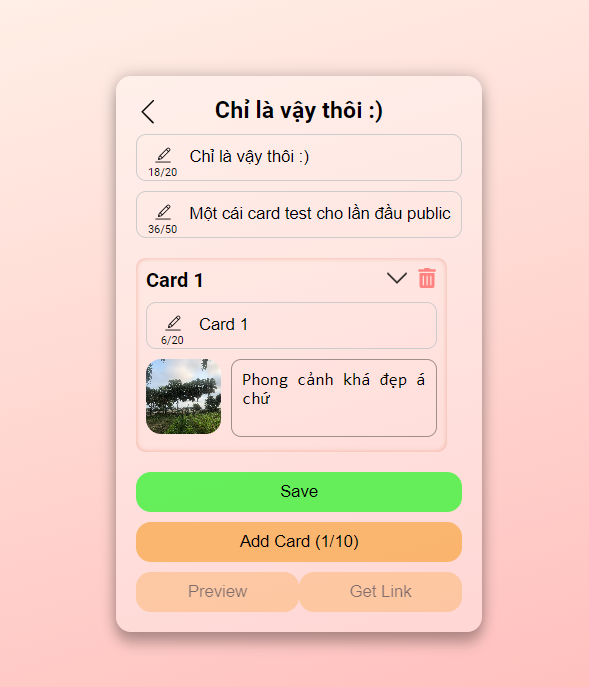 Chỉ là vậy thôi :)
Chỉ là vậy thôi :)
18/20
Một cái card test cho lần đầu public
36/50
Card 1
Card 1
6/20
Phong cảnh khá đẹp á
chứ
Save
Add Card (1/10)
Preview
Get Link